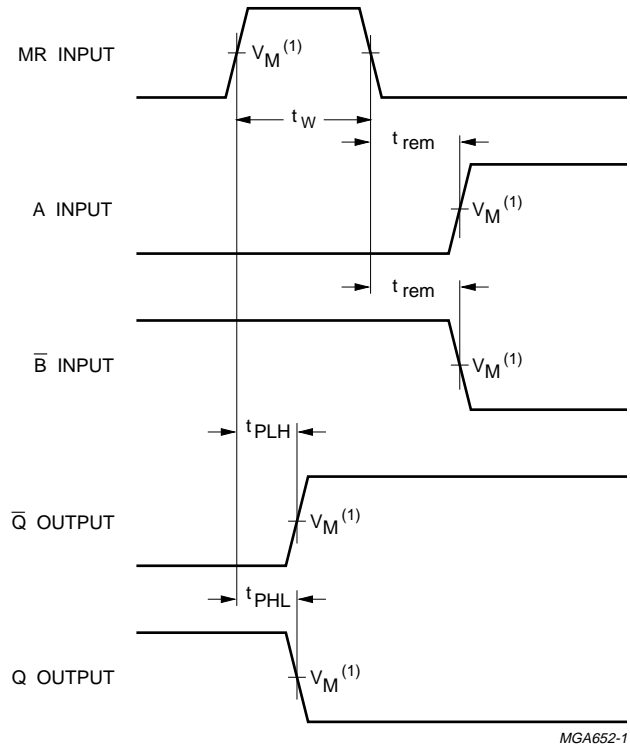 MR INPUT
V_M^(1)
t_W
t_rem
A INPUT
V_M^(1)
t_rem
B̅ INPUT
V_M^(1)
t_PLH
Q̅ OUTPUT
V_M^(1)
t_PHL
Q OUTPUT
V_M^(1)
MGA652-1